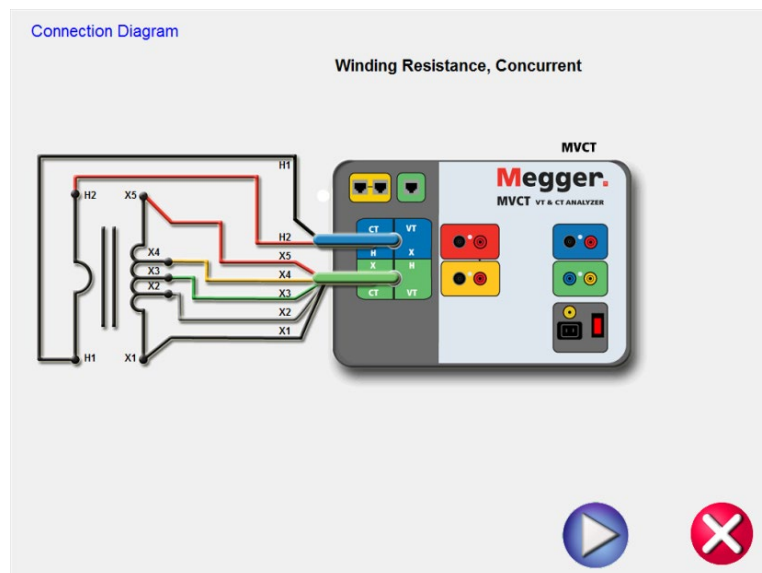 Connection Diagram
Winding Resistance, Concurrent
MVCT
H1
Megger.
MVCT VT & CT ANALYZER
H2
X5
H2
CT
VT
X5
H
X
X4
X4
X
H
X3
X3
CT
VT
X2
X2
X1
H1
X1